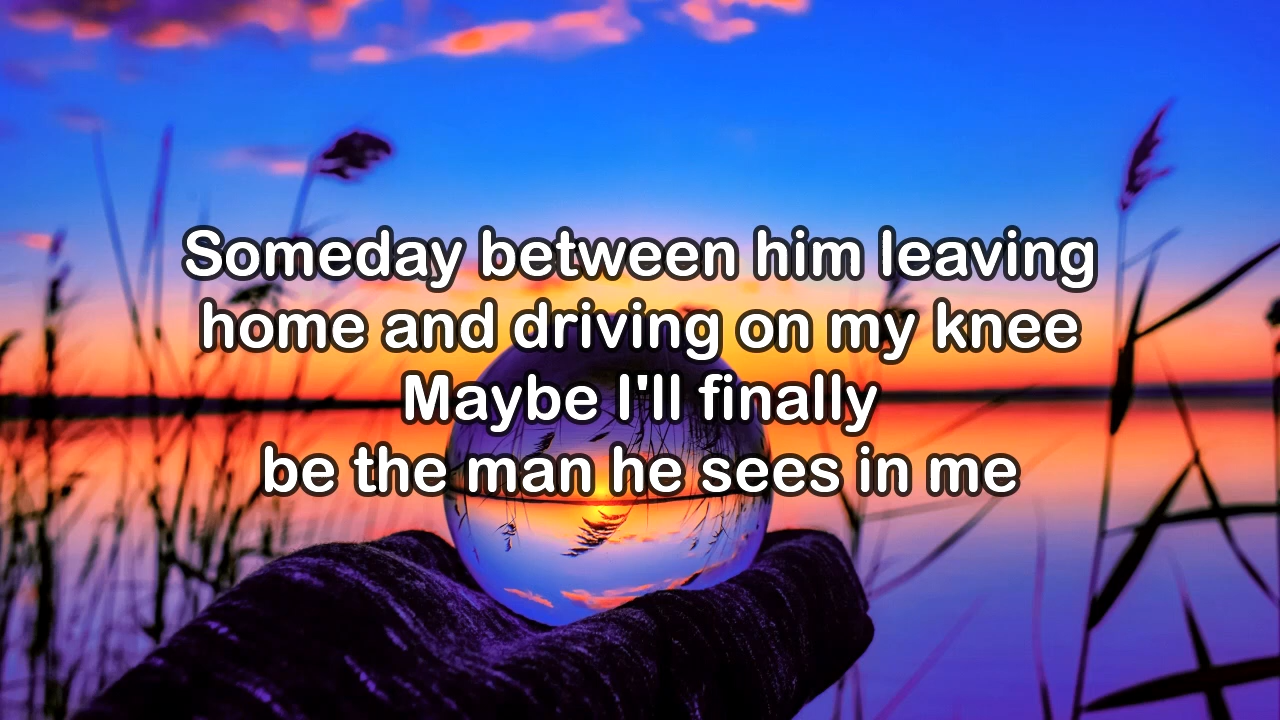 Someday between him leaving
home and driving on my knee
Maybe I'll finally
be the man he sees in me